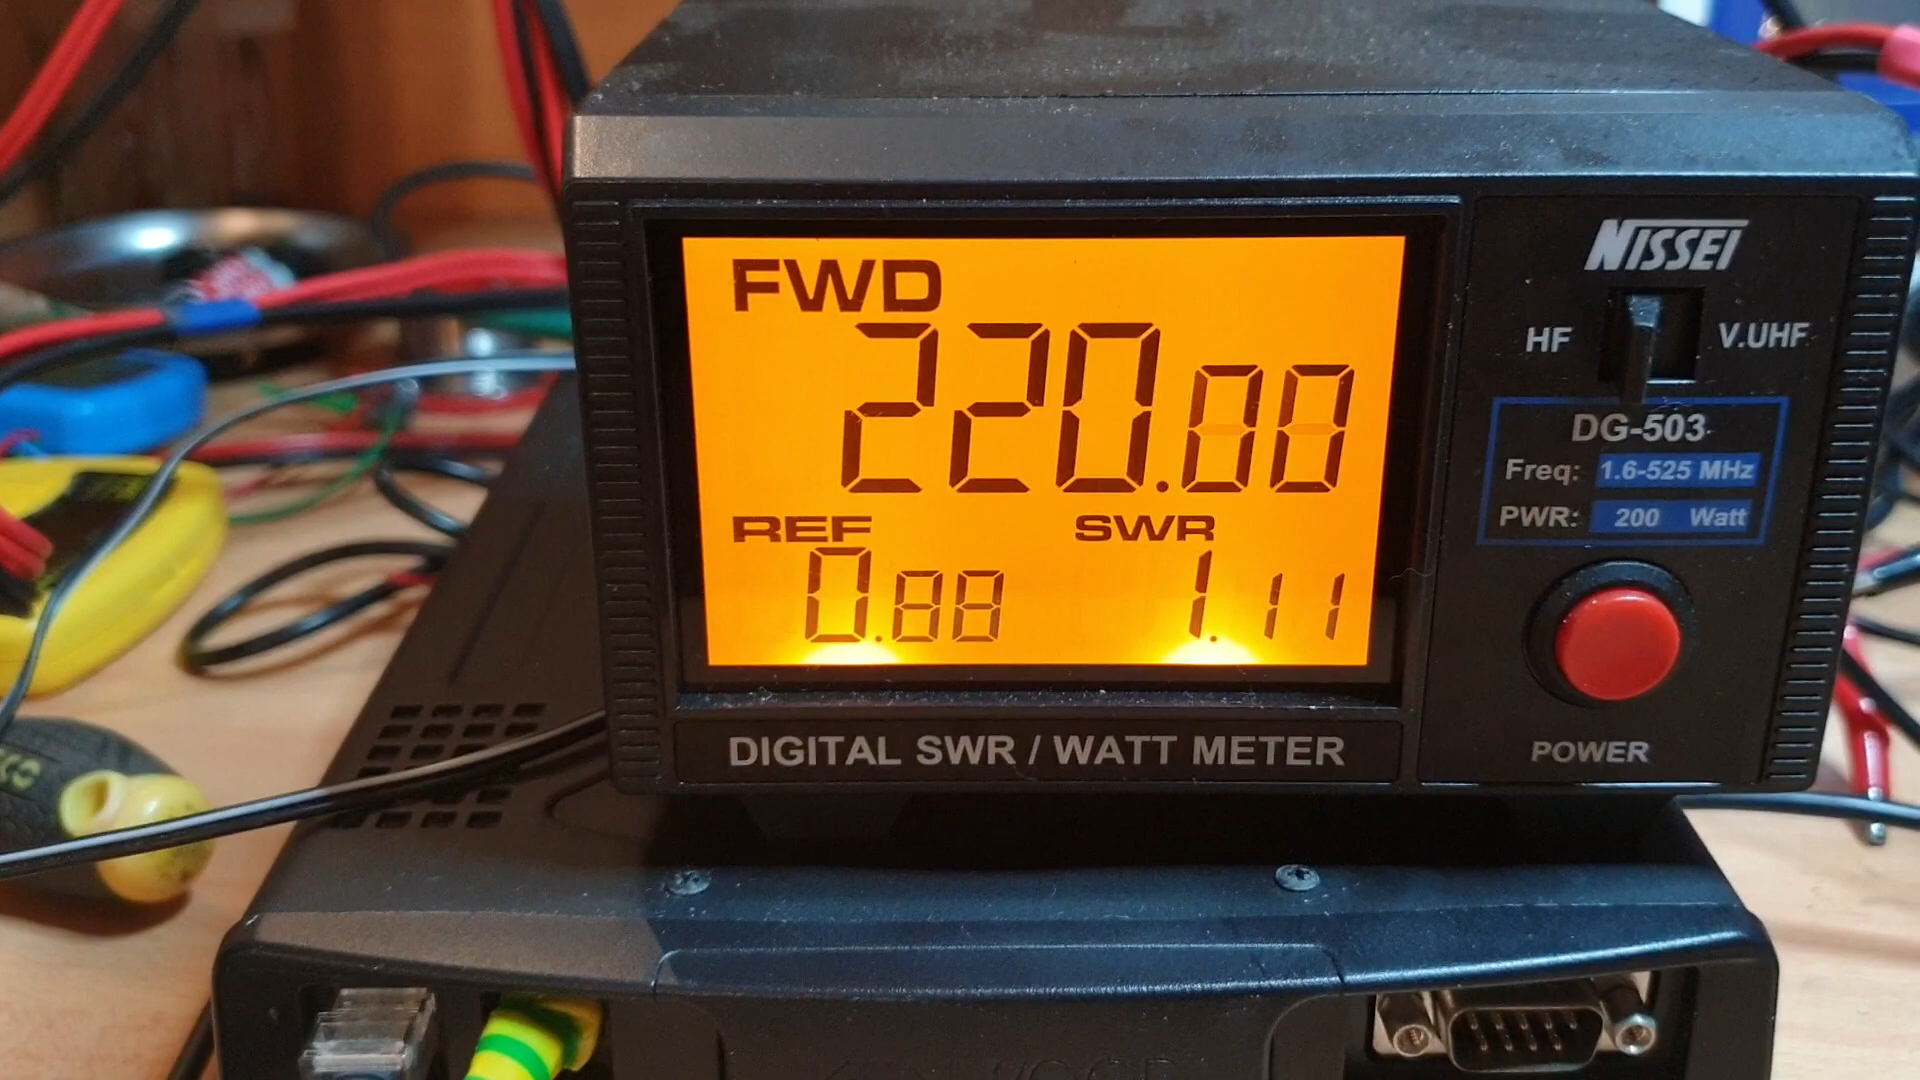 NISSEI
FWD
220.00
HF
V.UHF
DG-503
Freq: 1.6-525 MHz
PWR: 200 Watt
REF
SWR
0.88
1.11
DIGITAL SWR / WATT METER
POWER
KENWOOD